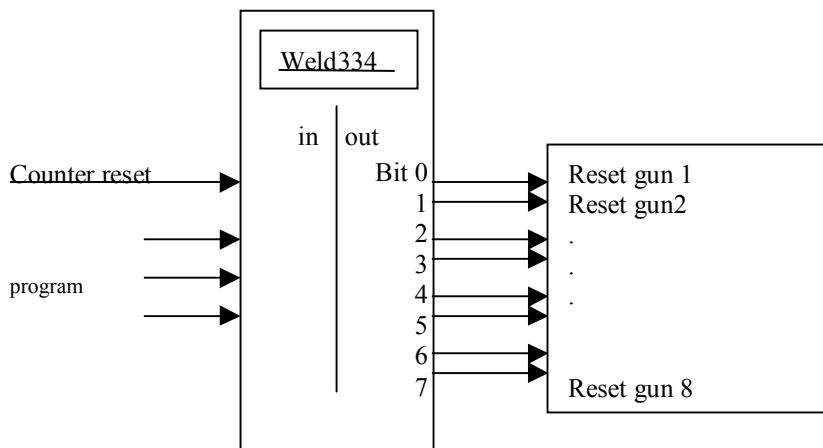 Weld334
in out
Counter reset
Bit 0
1
2
3
4
5
6
7
program
Reset gun 1
Reset gun2
.
.
.
Reset gun 8